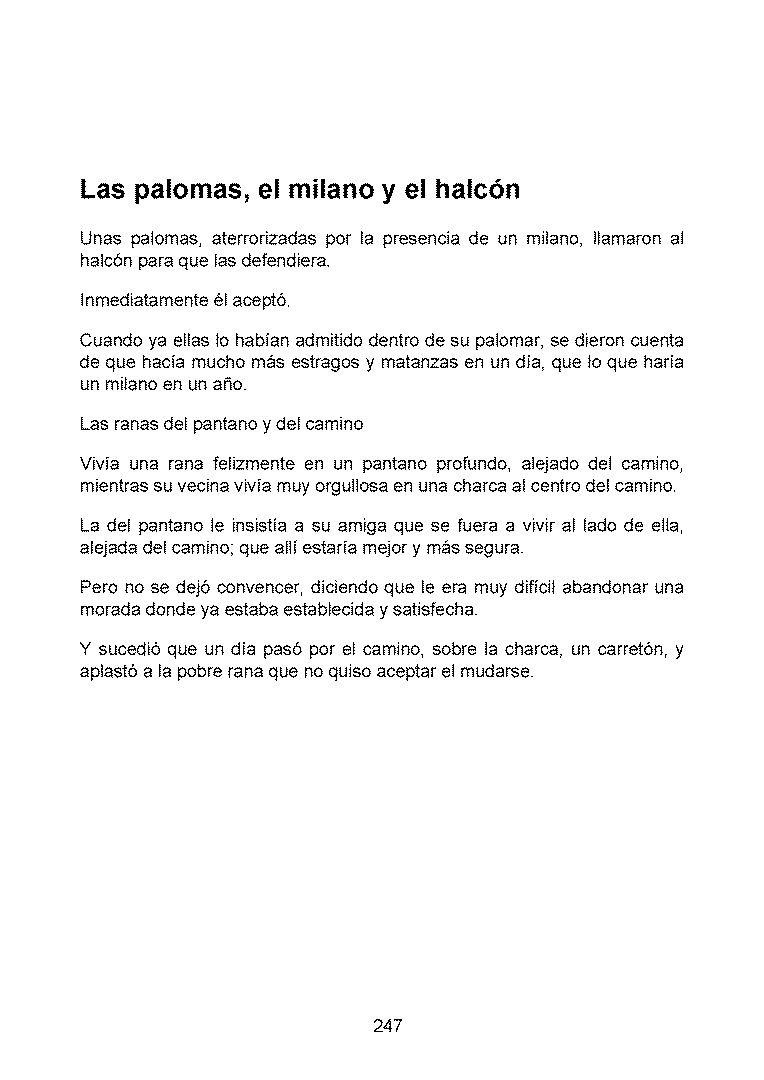 Las palomas, el milano y el halcón
Unas palomas, aterrorizadas por la presencia de un milano, llamaron al
halcón para que las defendiera.
Inmediatamente él aceptó.
Cuando ya ellas lo habían admitido dentro de su palomar, se dieron cuenta
de que hacía mucho más estragos y matanzas en un día, que lo que haría
un milano en un año.
Las ranas del pantano y del camino
Vivía una rana felizmente en un pantano profundo, alejado del camino,
mientras su vecina vivía muy orgullosa en una charca al centro del camino.
La del pantano le insistía a su amiga que se fuera a vivir al lado de ella,
alejada del camino; que allí estaría mejor y más segura.
Pero no se dejó convencer, diciendo que le era muy difícil abandonar una
morada donde ya estaba establecida y satisfecha.
Y sucedió que un día pasó por el camino, sobre la charca, un carretón, y
aplastó a la pobre rana que no quiso aceptar el mudarse.
247